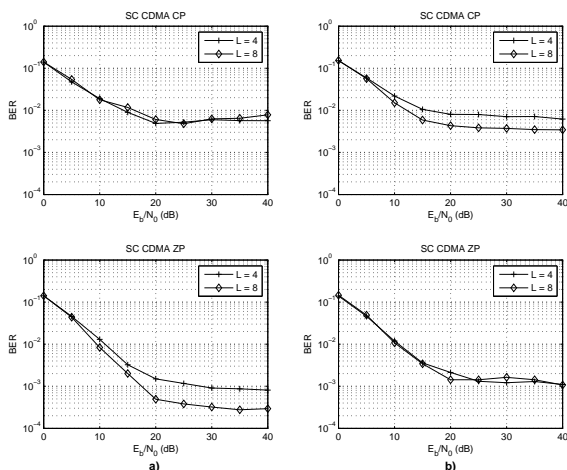 SC CDMA CP
10^0
10^-1
10^-2
10^-3
10^-4
BER
L = 4
L = 8
0 10 20 30 40
E_b/N_0 (dB)
SC CDMA CP
10^0
10^-1
10^-2
10^-3
10^-4
BER
L = 4
L = 8
0 10 20 30 40
E_b/N_0 (dB)
SC CDMA ZP
10^0
10^-1
10^-2
10^-3
10^-4
BER
L = 4
L = 8
0 10 20 30 40
E_b/N_0 (dB)
a)
SC CDMA ZP
10^0
10^-1
10^-2
10^-3
10^-4
BER
L = 4
L = 8
0 10 20 30 40
E_b/N_0 (dB)
b)